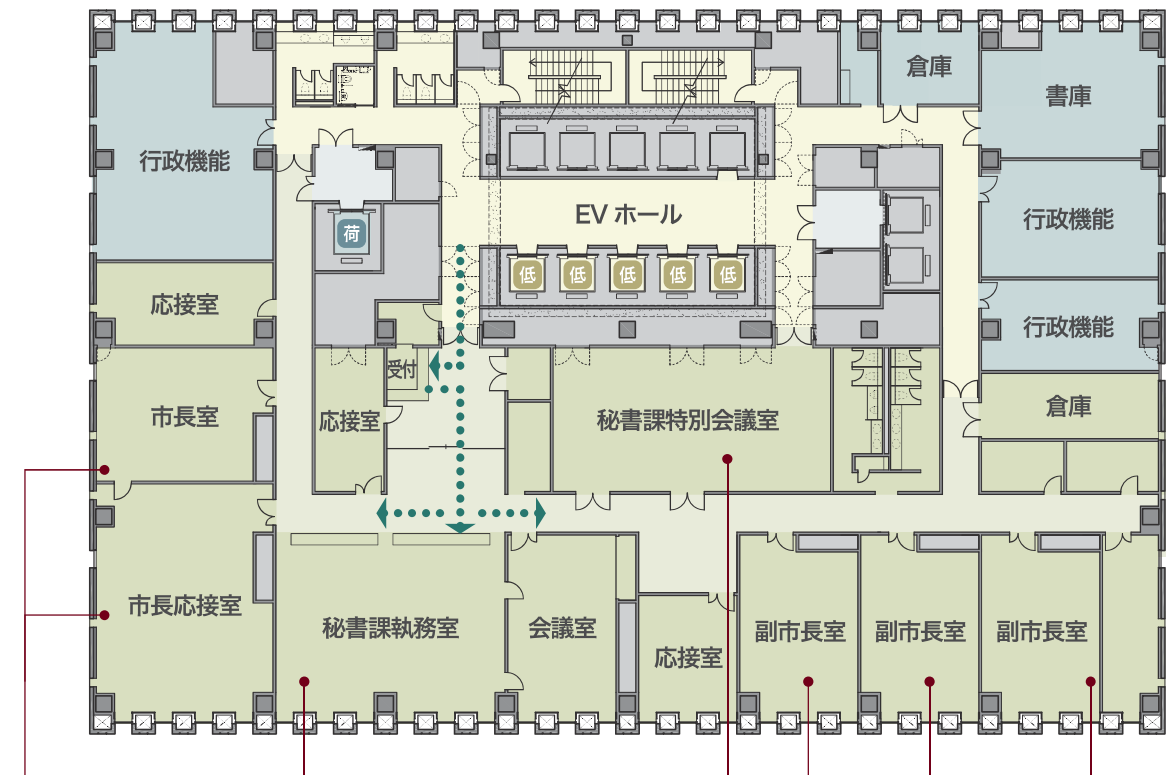 倉庫
書庫
行政機能
EV ホール
行政機能
荷
低
低
低
低
低
応接室
行政機能
受付
市長室
応接室
秘書課特別会議室
倉庫
市長応接室
秘書課執務室
会議室
応接室
副市長室
副市長室
副市長室